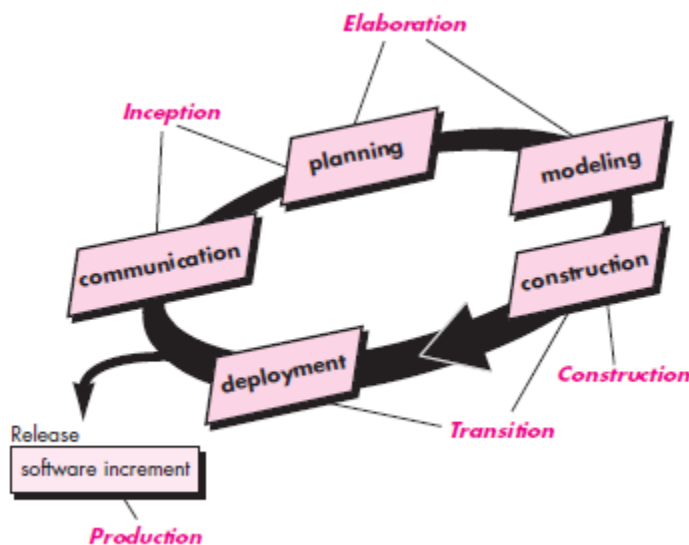 Elaboration
Inception
planning
modeling
communication
construction
deployment
Construction
Transition
Release
software increment
Production